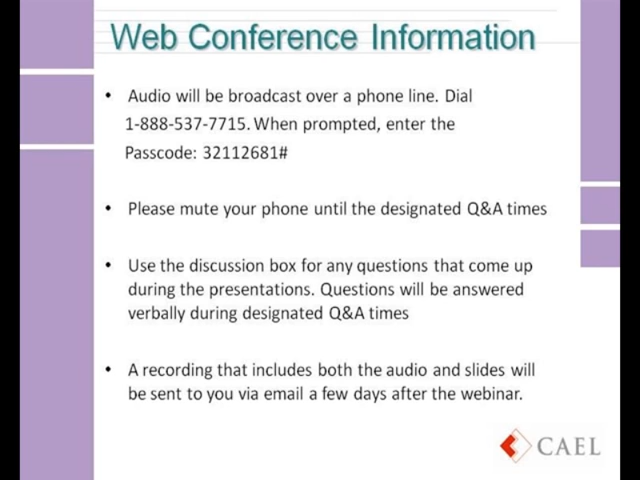 Web Conference Information
• Audio will be broadcast over a phone line. Dial
1-888-537-7715. When prompted, enter the
Passcode: 32112681#
• Please mute your phone until the designated Q&A times
• Use the discussion box for any questions that come up
during the presentations. Questions will be answered
verbally during designated Q&A times
• A recording that includes both the audio and slides will
be sent to you via email a few days after the webinar.
CAEL